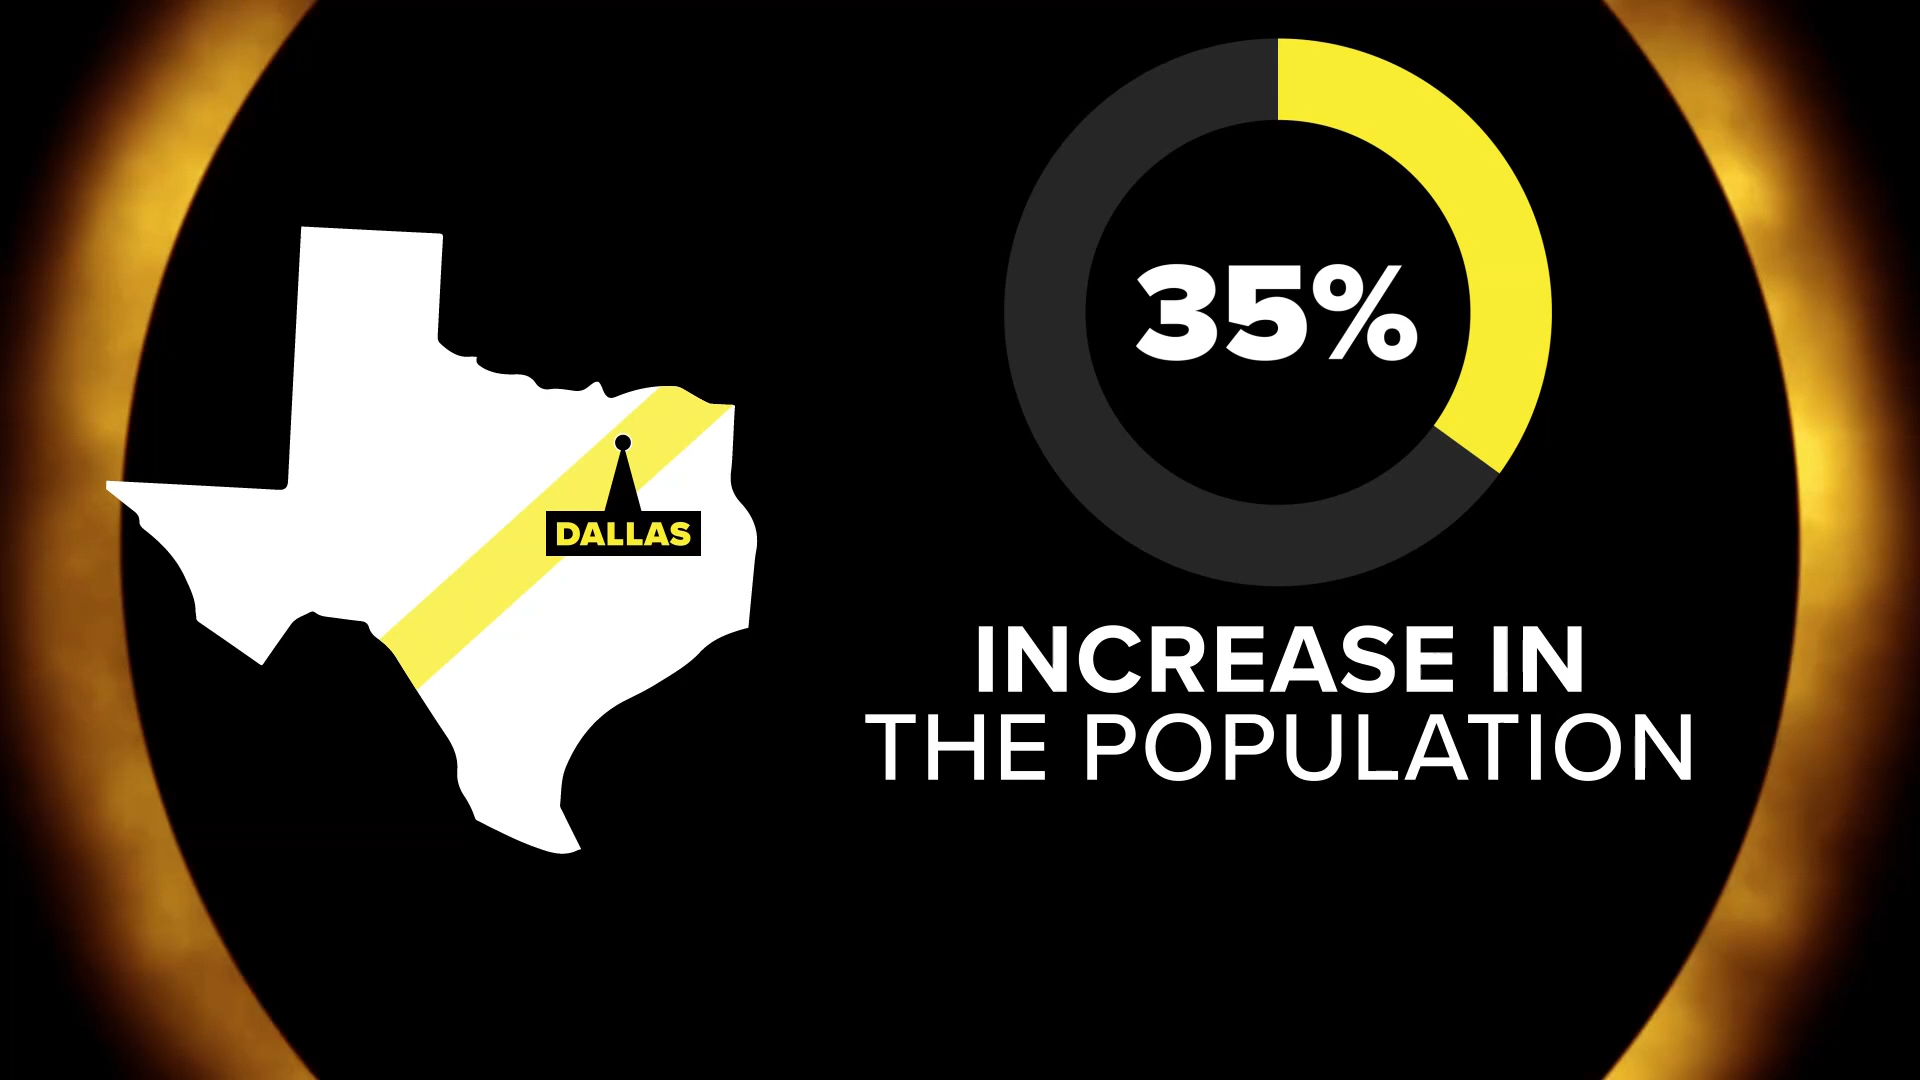 DALLAS
35%
INCREASE IN
THE POPULATION